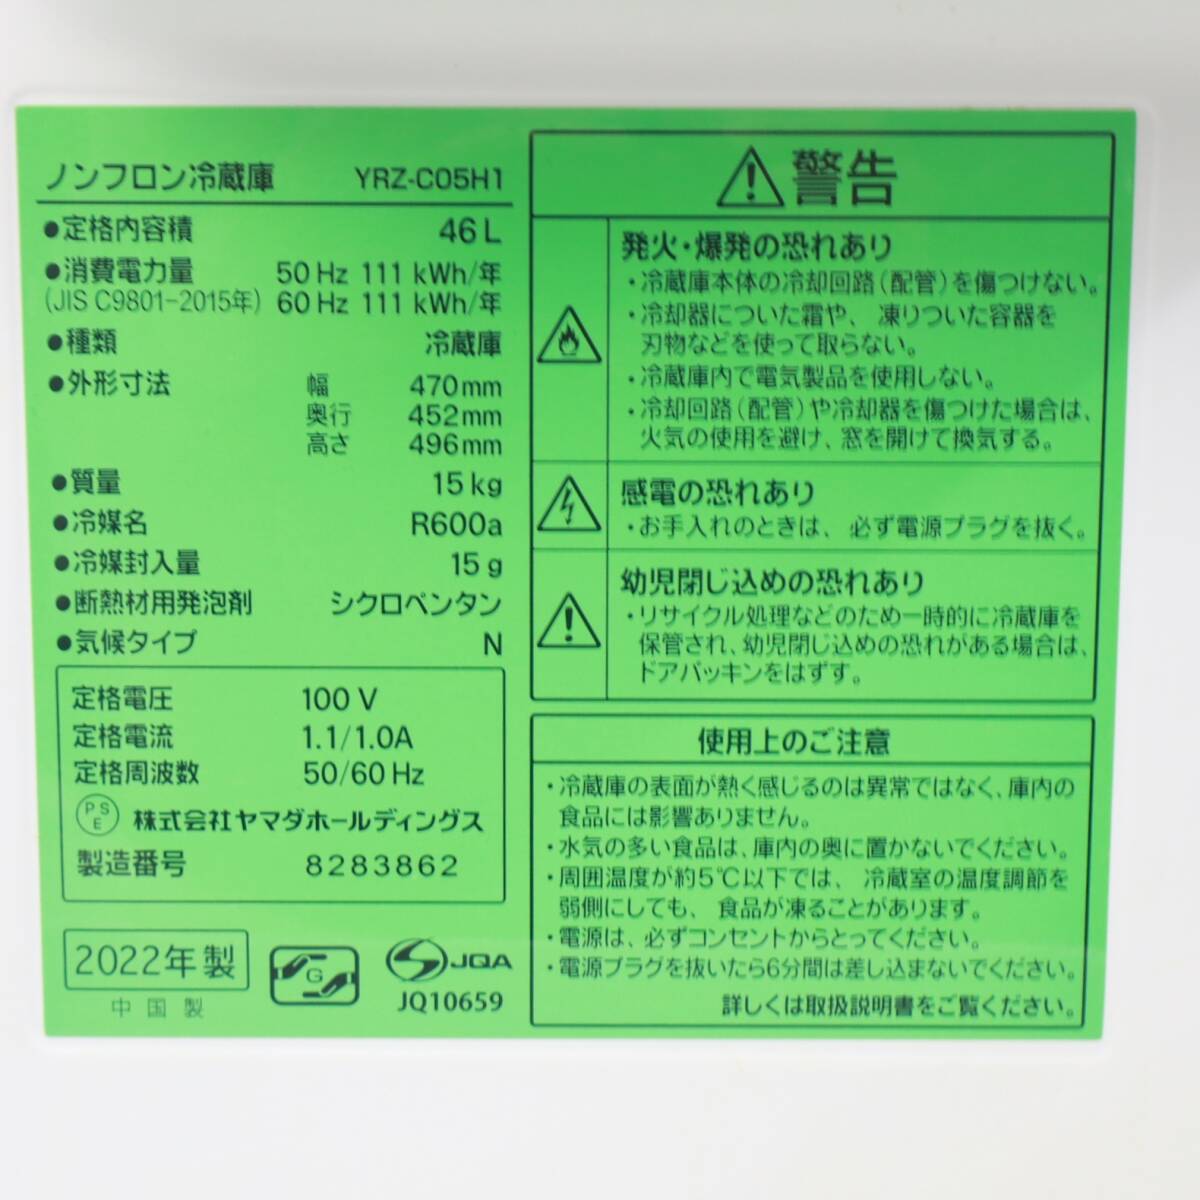 ノンフロン冷蔵庫 YRZ-C05H1
●定格内容積 46 L
●消費電力量 50 Hz 111 kWh/年
(JIS C9801-2015年) 60 Hz 111 kWh/年
●種類 冷蔵庫
●外形寸法 幅 470mm
奥行 452mm
高さ 496mm
●質量 15 kg
●冷媒名 R600a
●冷媒封入量 15 g
●断熱材用発泡剤 シクロペンタン
●気候タイプ N
定格電圧 100 V
定格電流 1.1/1.0A
定格周波数 50/60 Hz
PS
E
株式会社ヤマダホールディングス
製造番号 8283862
2022年製
中国製
G
JQA
JQ10659
警告
発火・爆発の恐れあり
・冷蔵庫本体の冷却回路(配管)を傷つけない。
・冷却器についた霜や、凍りついた容器を
刃物などを使って取らない。
・冷蔵庫内で電気製品を使用しない。
・冷却回路(配管)や冷却器を傷つけた場合は、
火気の使用を避け、窓を開けて換気する。
感電の恐れあり
・お手入れのときは、必ず電源プラグを抜く。
幼児閉じ込めの恐れあり
・リサイクル処理などのため一時的に冷蔵庫を
保管され、幼児閉じ込めの恐れがある場合は、
ドアパッキンをはずす。
使用上のご注意
・冷蔵庫の表面が熱く感じるのは異常ではなく、庫内の
食品には影響ありません。
・水気の多い食品は、庫内の奥に置かないでください。
・周囲温度が約5℃以下では、冷蔵室の温度調節を
弱側にしても、食品が凍ることがあります。
・電源は、必ずコンセントからとってください。
・電源プラグを抜いたら6分間は差し込まないでください。
詳しくは取扱説明書をご覧ください。